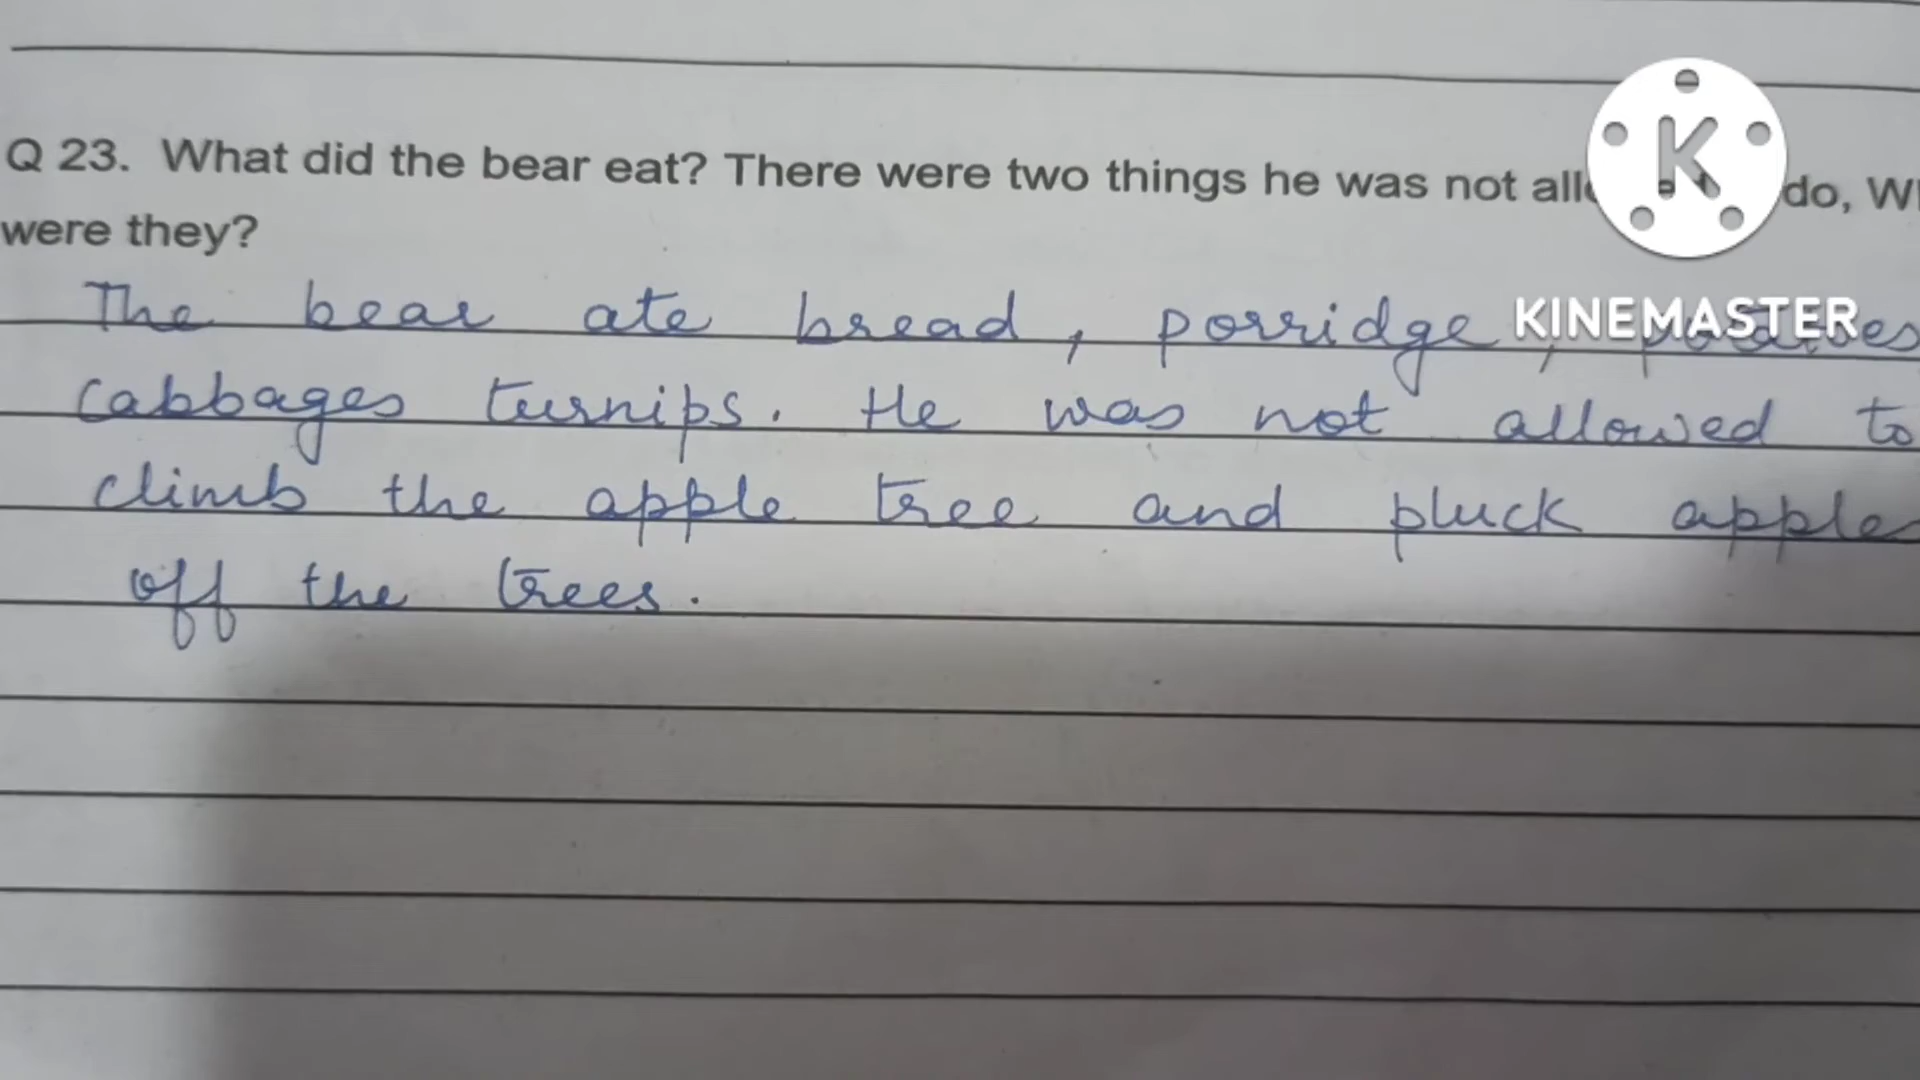 Q 23. What did the bear eat? There were two things he was not do,
were they?
KINEMASTER
The bear ate bread, porridge,
cabbages turnips. He was not allowed to
climb the apple tree and pluck apples
off the trees.